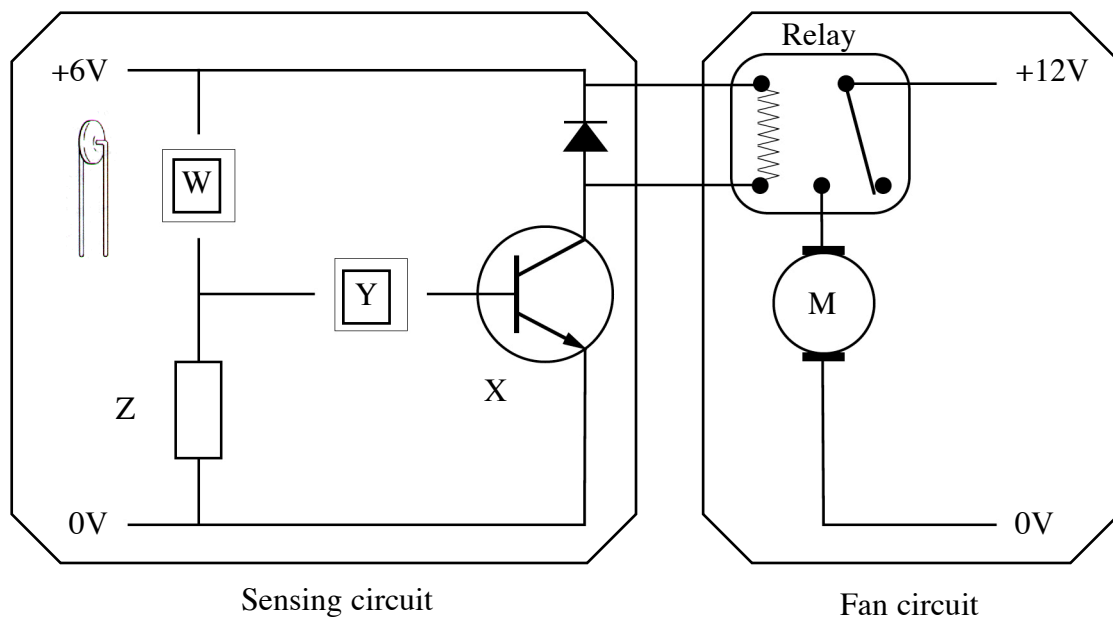 Relay
+6V
+12V
W
Y
M
X
Z
0V
0V
Sensing circuit
Fan circuit